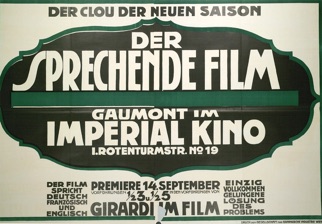 DER CLOU DER NEUEN SAISON
DER
SPRECHENDE FILM
GAUMONT IM
IMPERIAL KINO
I. ROTENTURMSTR. No 19
DER FILM
SPRICHT
DEUTSCH
FRANZÖSISCH
UND
ENGLISCH
PREMIERE 14. SEPTEMBER
GIRARDI IM FILM
EINZIG
VOLLKOMMEN
GELUNGENE
LÖSUNG
DES
PROBLEMS